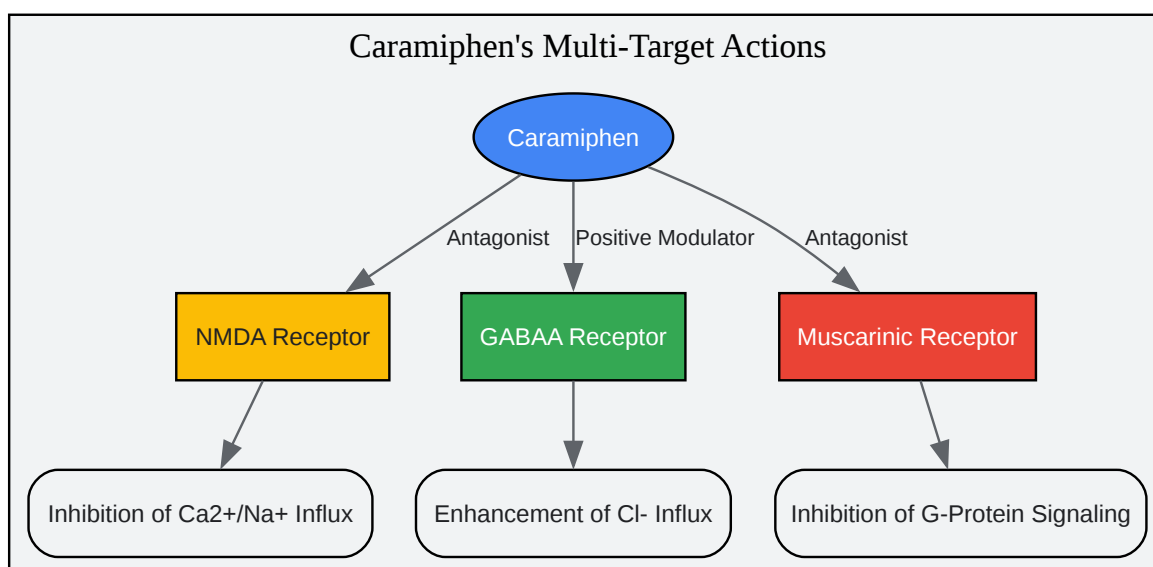 Caramiphen's Multi-Target Actions
Caramiphen
Antagonist
Positive Modulator
Antagonist
NMDA Receptor
GABAA Receptor
Muscarinic Receptor
Inhibition of Ca2+/Na+ Influx
Enhancement of Cl- Influx
Inhibition of G-Protein Signaling